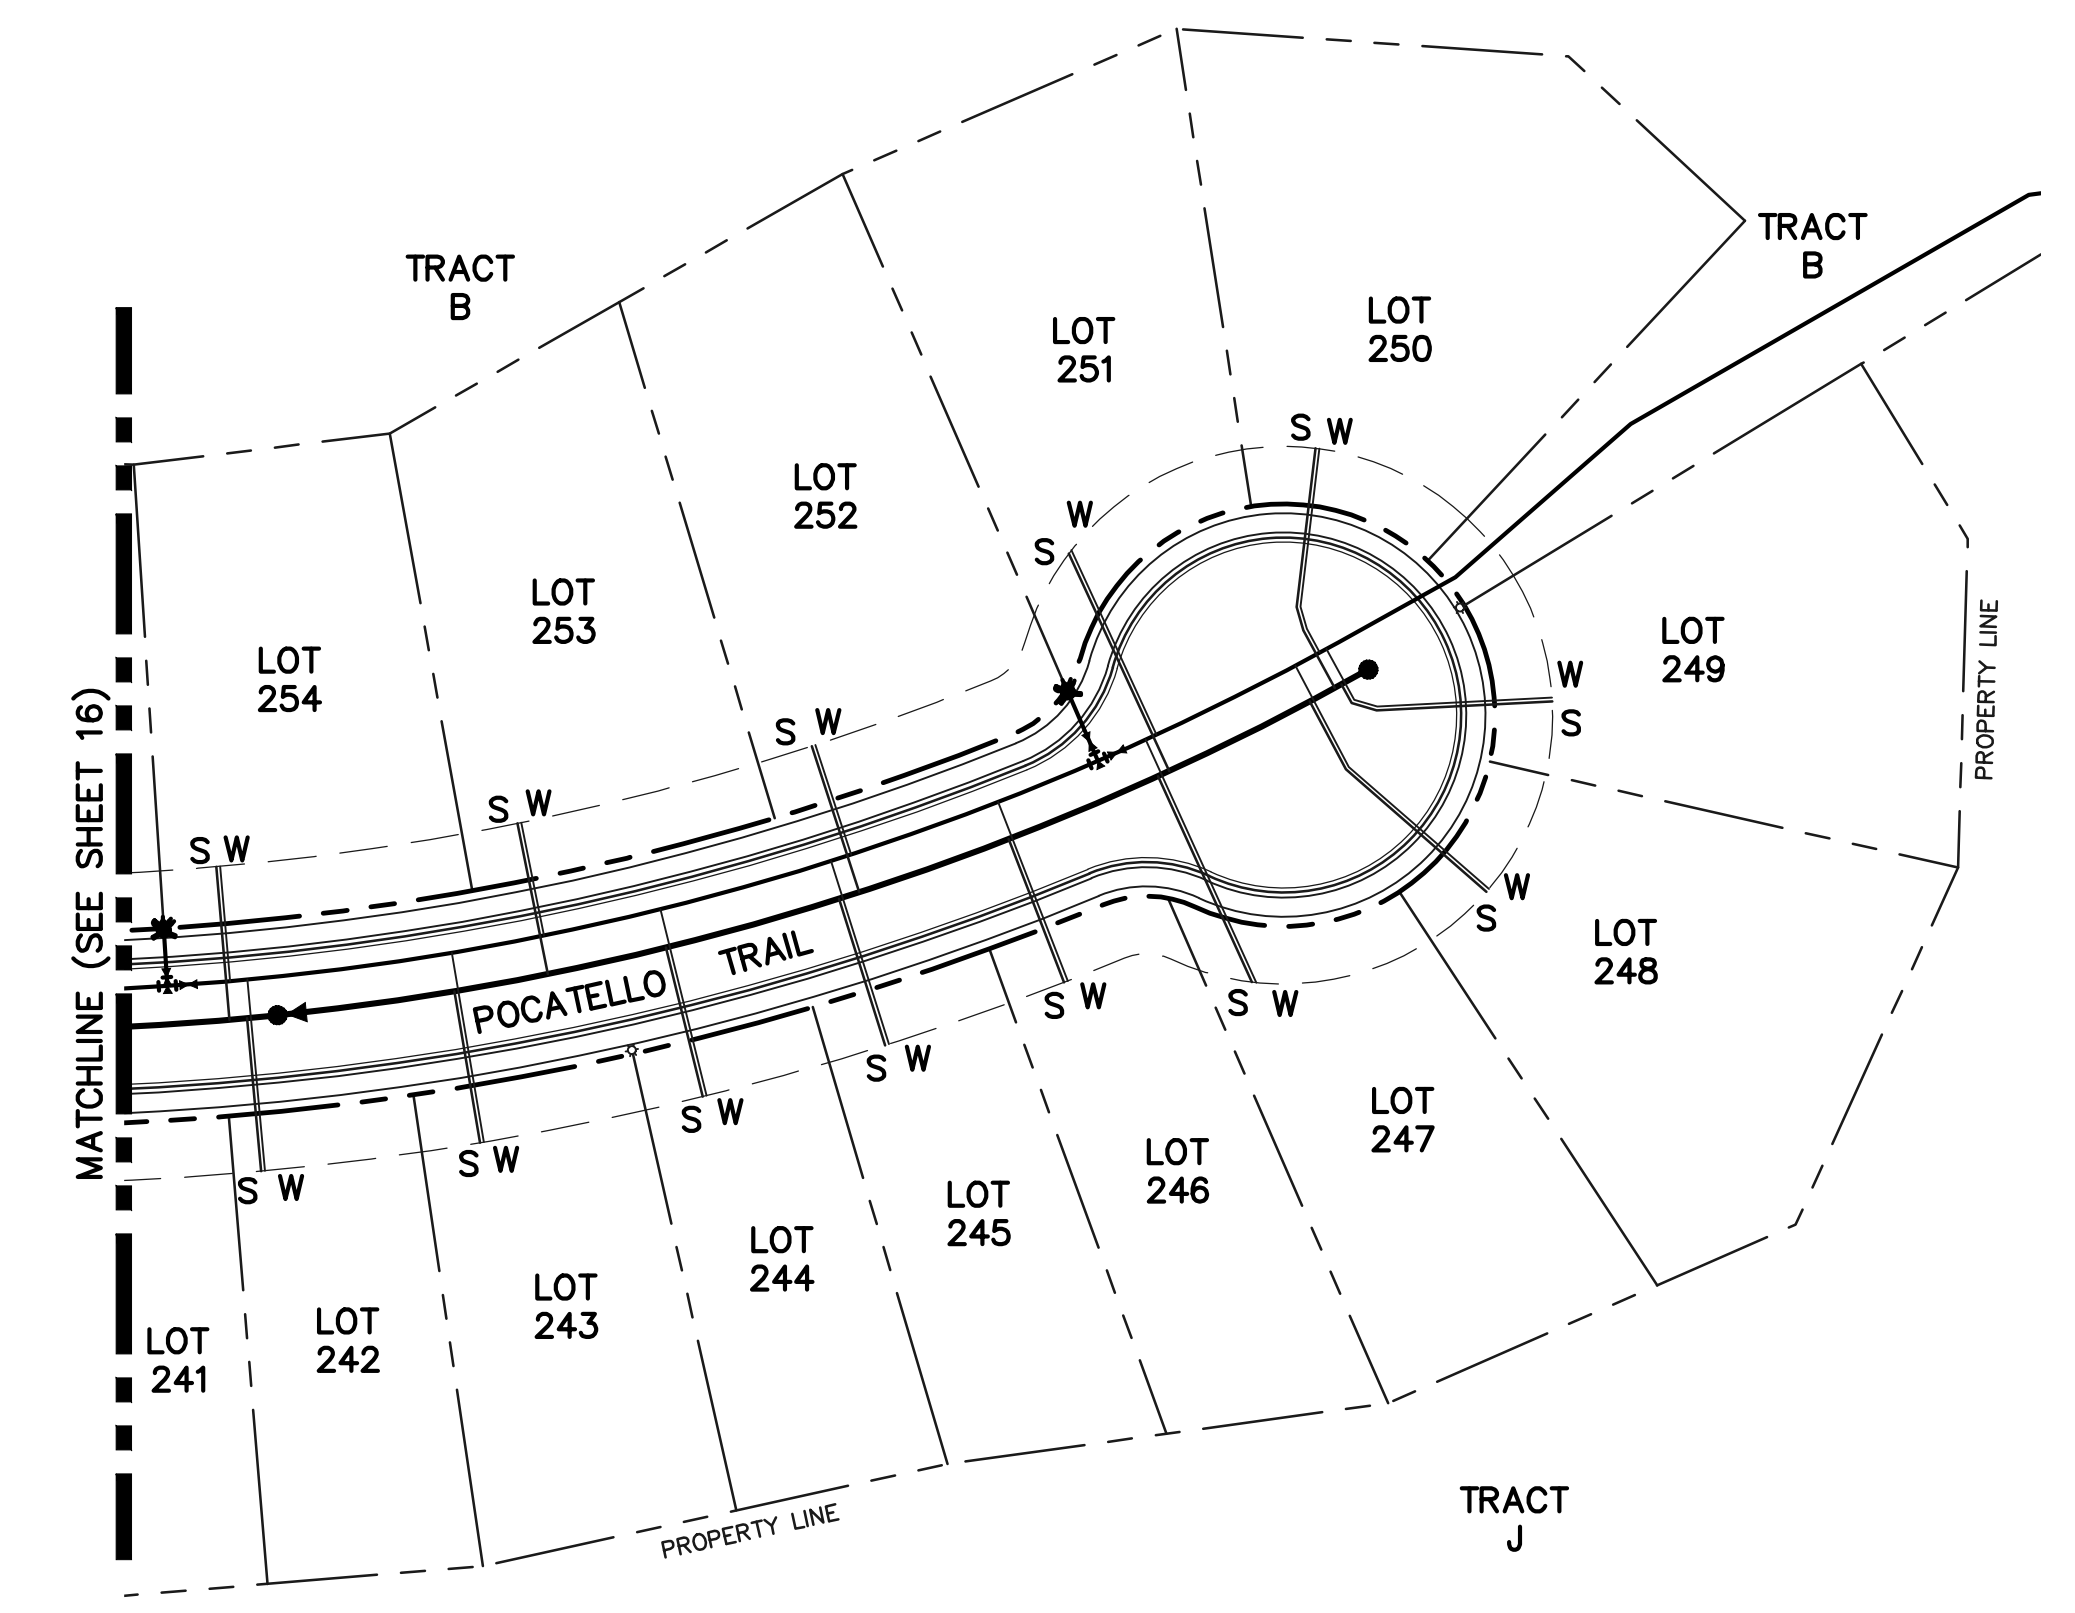 TRACT
B
TRACT
B
LOT
250
LOT
251
S W
LOT
252
W
S
LOT
253
LOT
249
PROPERTY LINE
LOT
254
W
S
S W
S W
S W
MATCHLINE (SEE SHEET 16)
W
S
LOT
248
POCATELLO TRAIL
S W
S W
S W
S W
S W
S W
LOT
247
LOT
246
LOT
245
LOT
244
LOT
243
LOT
242
LOT
241
PROPERTY LINE
TRACT
J